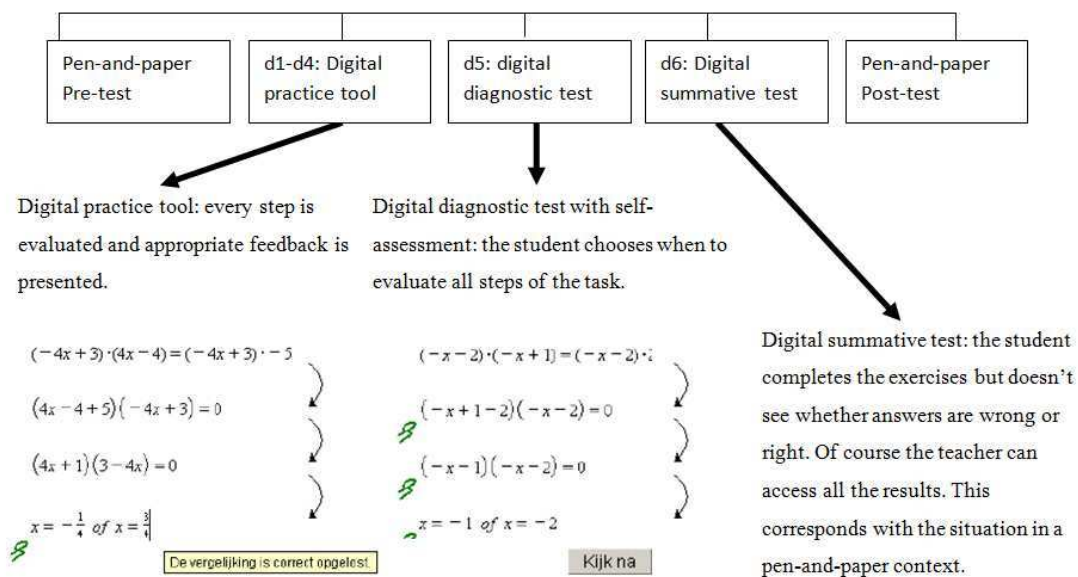 Pen-and-paper
Pre-test
d1-d4: Digital
practice tool
d5: digital
diagnostic test
d6: Digital
summative test
Pen-and-paper
Post-test
Digital practice tool: every step is
evaluated and appropriate feedback is
presented.
Digital diagnostic test with self-
assessment: the student chooses when to
evaluate all steps of the task.
(−4x+3)·(4x−4)=(−4x+3)·−5
(4x−4+5)(−4x+3)=0
(4x+1)(3−4x)=0
x=−1/4 of x=3/4
De vergelijking is correct opgelost.
(−x−2)·(−x+1)=(−x−2)·
(−x+1−2)(−x−2)=0
(−x−1)(−x−2)=0
x=−1 of x=−2
Kijk na
Digital summative test: the student
completes the exercises but doesn't
see whether answers are wrong or
right. Of course the teacher can
access all the results. This
corresponds with the situation in a
pen-and-paper context.